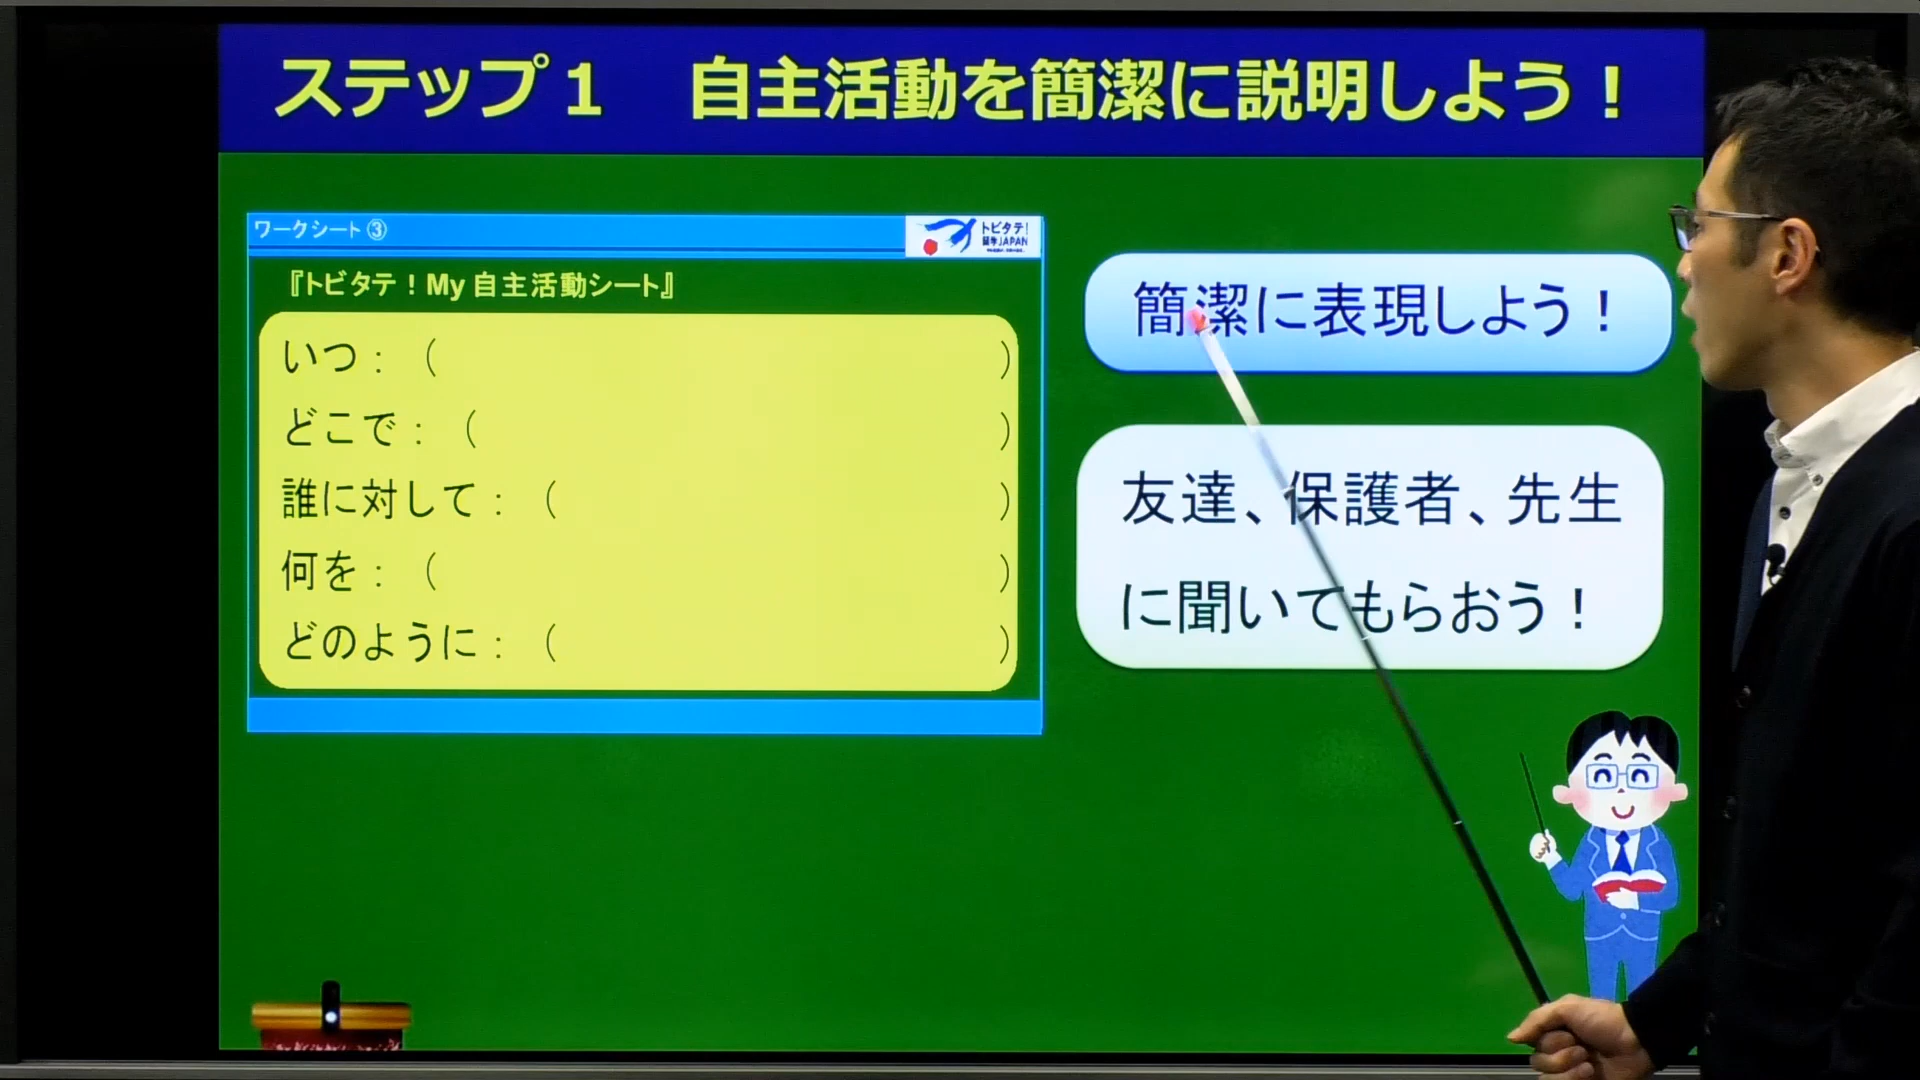 ステップ１　自主活動を簡潔に説明しよう！
ワークシート③
トビタテ！
留学JAPAN
『トビタテ！My自主活動シート』
いつ：（　　　）
どこで：（　　　）
誰に対して：（　　　）
何を：（　　　）
どのように：（　　　）
簡潔に表現しよう！
友達、保護者、先生
に聞いてもらおう！